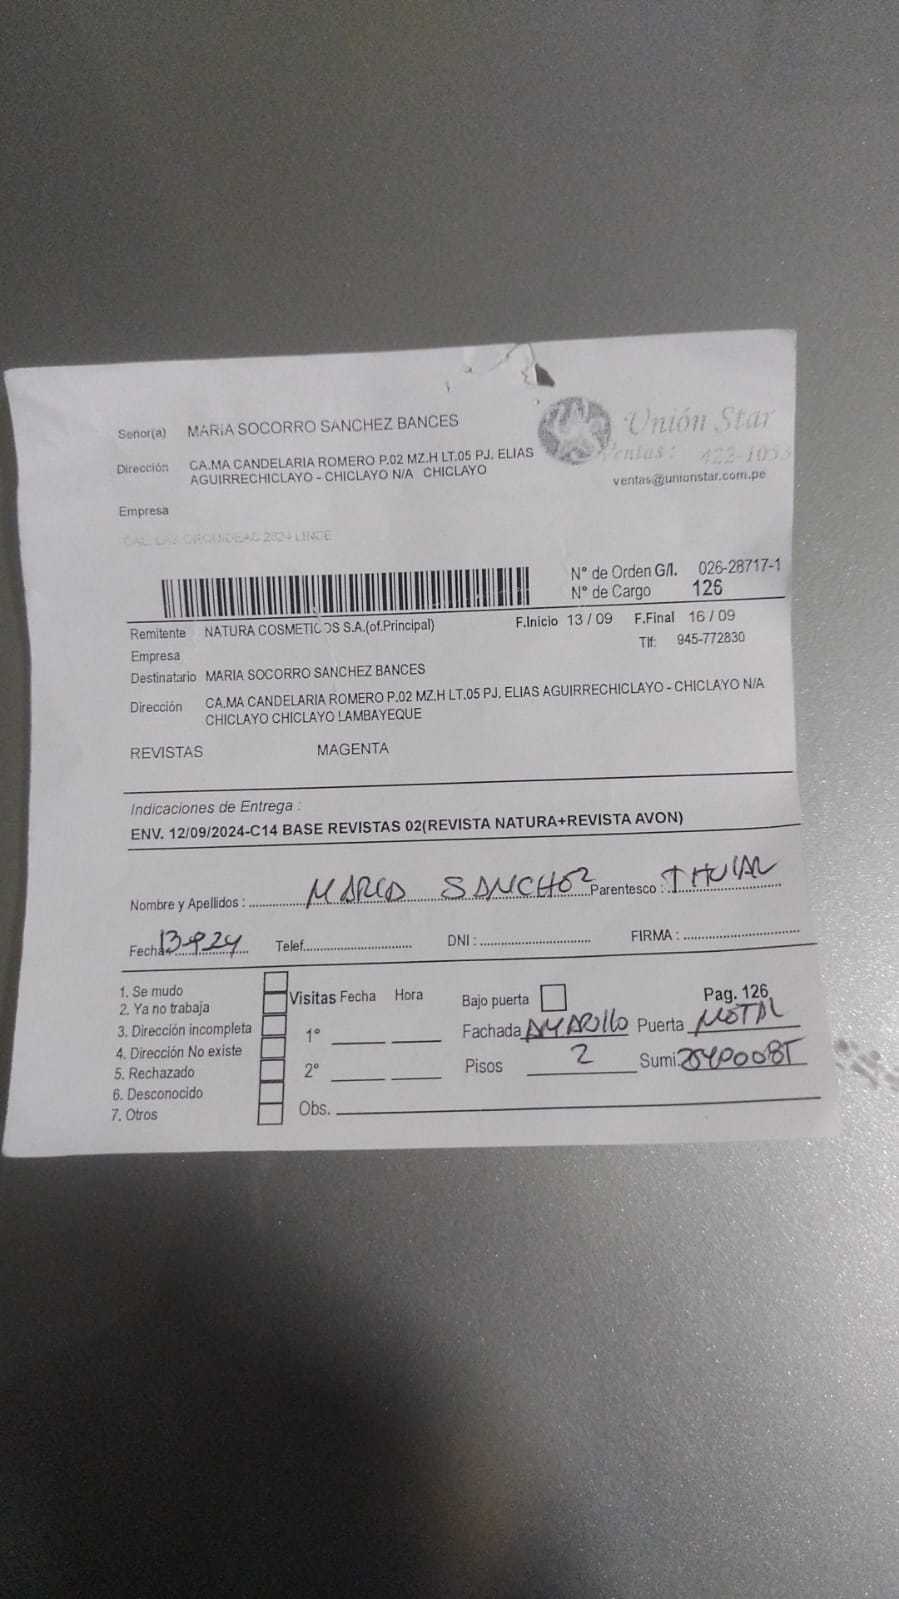 Señor(a) MARIA SOCORRO SANCHEZ BANCES
Unión Star
Dirección CA.MA CANDELARIA ROMERO P.02 MZ.H LT.05 PJ. ELIAS
AGUIRRECHICLAYO - CHICLAYO N/A CHICLAYO
Ventas: 422-1053
ventas@unionstar.com.pe
Empresa
CAL. LAS ORQUIDEAS 2624 LINCE
N° de Orden G/I. 026-28717-1
N° de Cargo 126
Remitente NATURA COSMETICOS S.A.(of.Principal) F.Inicio 13 / 09 F.Final 16 / 09
Empresa Tlf: 945-772830
Destinatario MARIA SOCORRO SANCHEZ BANCES
Dirección CA.MA CANDELARIA ROMERO P.02 MZ.H LT.05 PJ. ELIAS AGUIRRECHICLAYO - CHICLAYO N/A
CHICLAYO CHICLAYO LAMBAYEQUE
REVISTAS MAGENTA
Indicaciones de Entrega :
ENV. 12/09/2024-C14 BASE REVISTAS 02(REVISTA NATURA+REVISTA AVON)
Nombre y Apellidos : SANCHEZ Parentesco : TITULAR
Fecha 13-9-24 Telef. DNI : FIRMA :
1. Se mudo
2. Ya no trabaja
3. Dirección incompleta
4. Dirección No existe
5. Rechazado
6. Desconocido
7. Otros
Visitas Fecha Hora
1°
2°
Obs.
Bajo puerta Pag. 126
Fachada AMARILLO Puerta METAL
Pisos 2 Sumi.